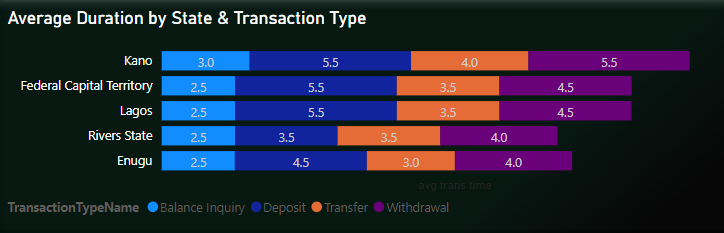 Average Duration by State & Transaction Type
Kano 3.0 5.5 4.0 5.5
Federal Capital Territory 2.5 5.5 3.5 4.5
Lagos 2.5 5.5 3.5 4.5
Rivers State 2.5 3.5 3.5 4.0
Enugu 2.5 4.5 3.0 4.0
avg trans time
TransactionTypeName Balance Inquiry Deposit Transfer Withdrawal